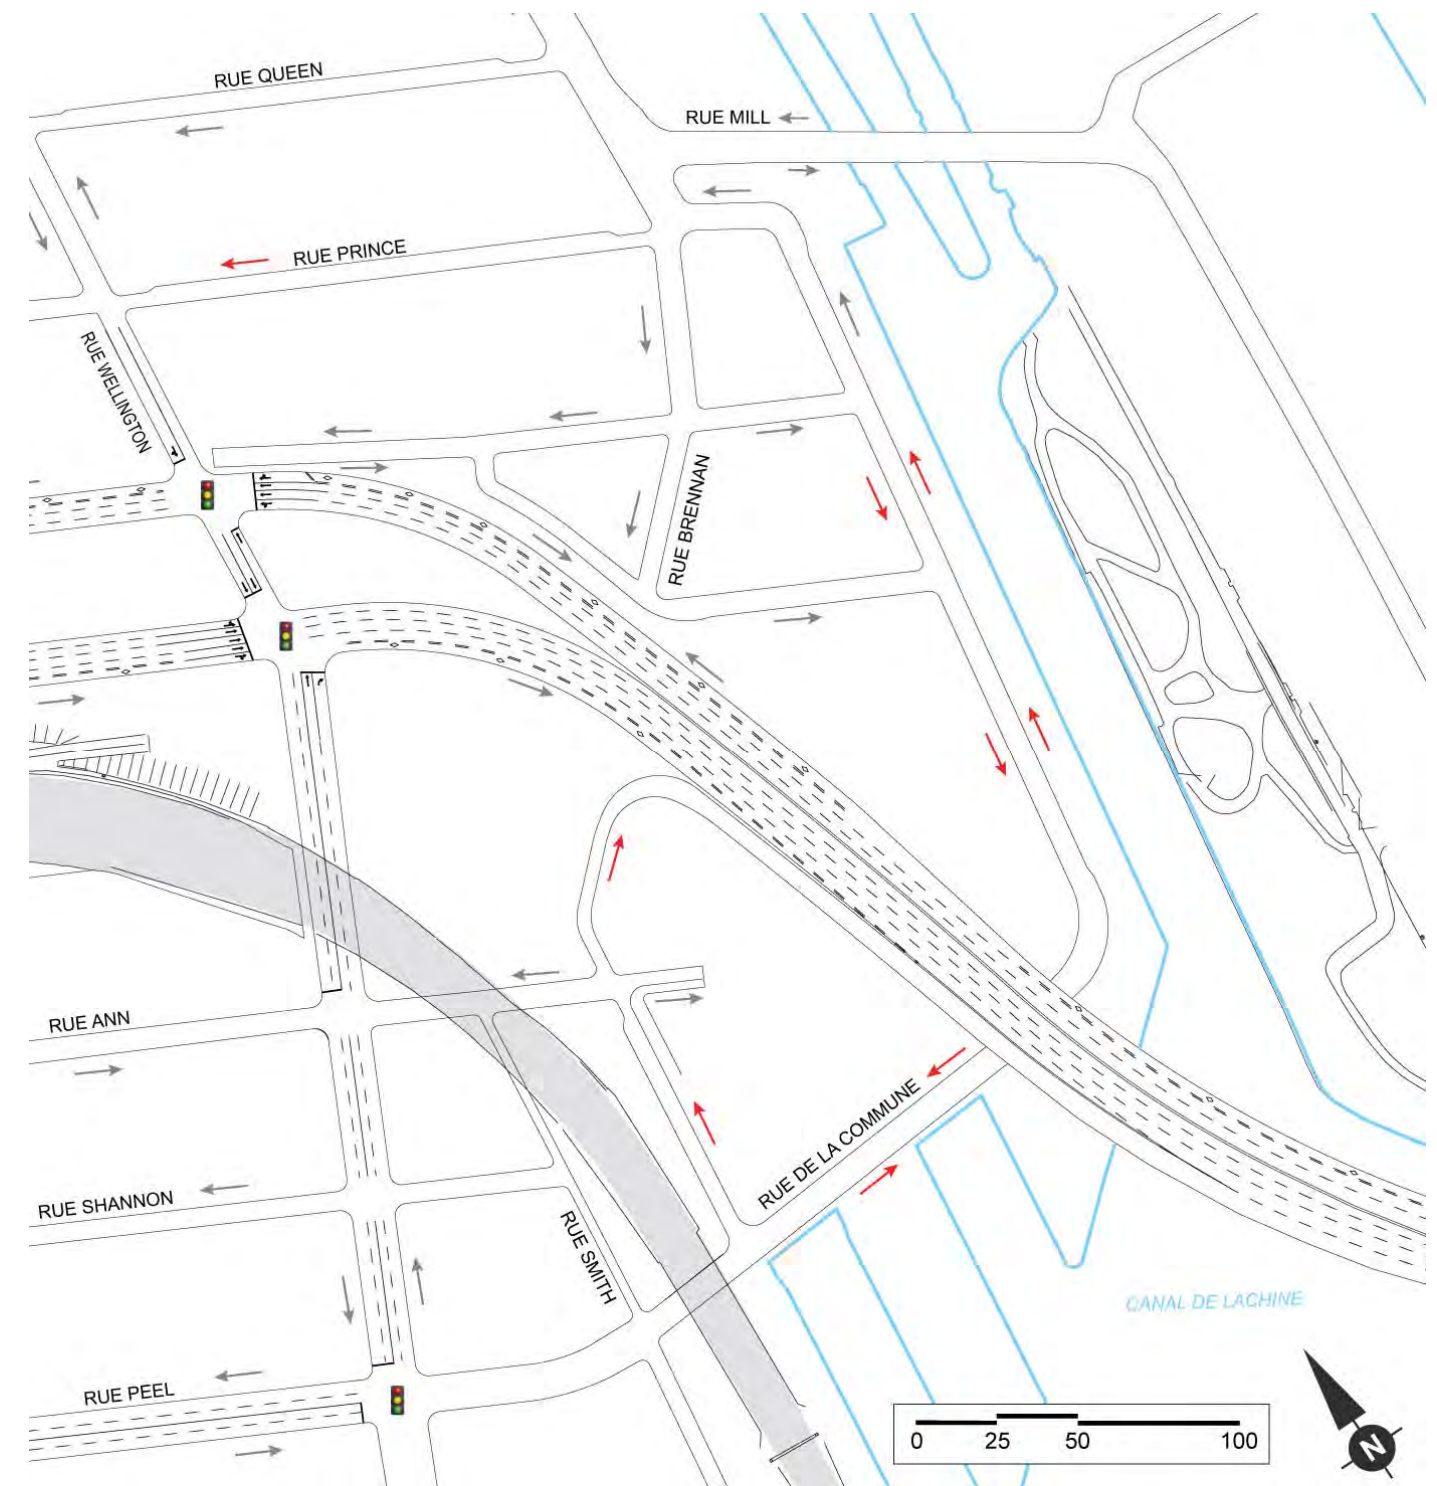 RUE QUEEN
RUE MILL
RUE PRINCE
RUE WELLINGTON
RUE BRENNAN
RUE ANN
RUE DE LA COMMUNE
RUE SHANNON
RUE SMITH
CANAL DE LACHINE
RUE PEEL
0 25 50 100
N